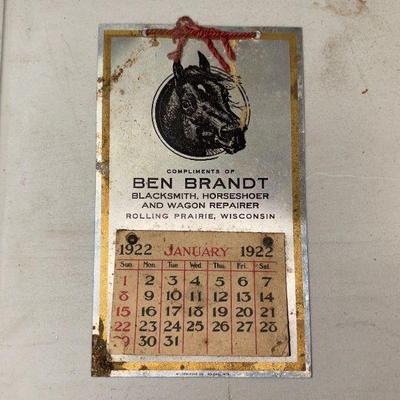 COMPLIMENTS OF
BEN BRANDT
BLACKSMITH, HORSESHOER
AND WAGON REPAIRER
ROLLING PRAIRIE, WISCONSIN
1922 JANUARY 1922
Sun. Mon. Tue. Wed. Thu. Fri. Sat.
1 2 3 4 5 6 7
8 9 10 11 12 13 14
15 16 17 18 19 20 21
22 23 24 25 26 27 28
29 30 31